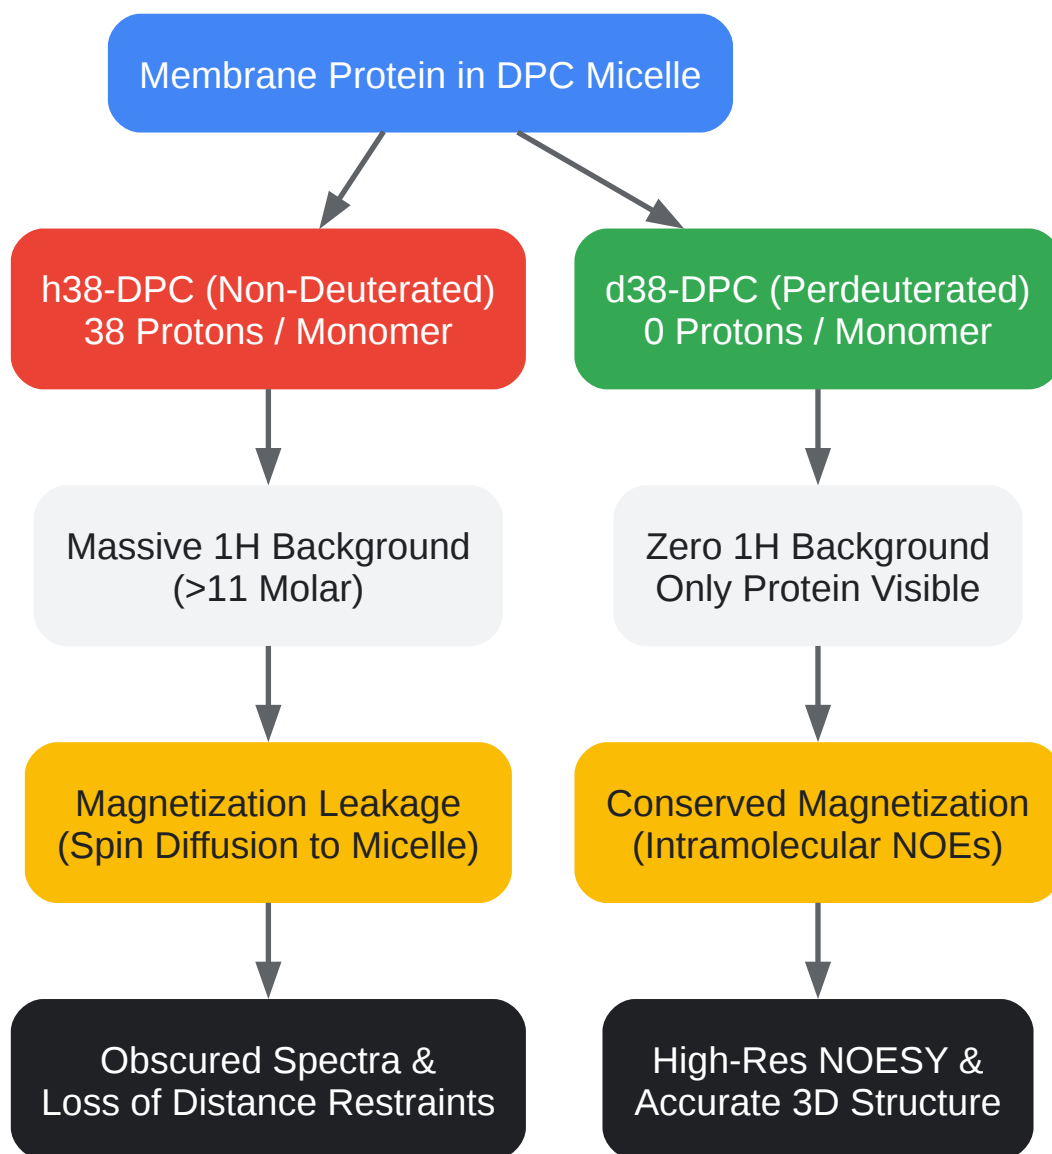 Membrane Protein in DPC Micelle
h38-DPC (Non-Deuterated)
38 Protons / Monomer
d38-DPC (Perdeuterated)
0 Protons / Monomer
Massive 1H Background
(>11 Molar)
Zero 1H Background
Only Protein Visible
Magnetization Leakage
(Spin Diffusion to Micelle)
Conserved Magnetization
(Intramolecular NOEs)
Obscured Spectra &
Loss of Distance Restraints
High-Res NOESY &
Accurate 3D Structure